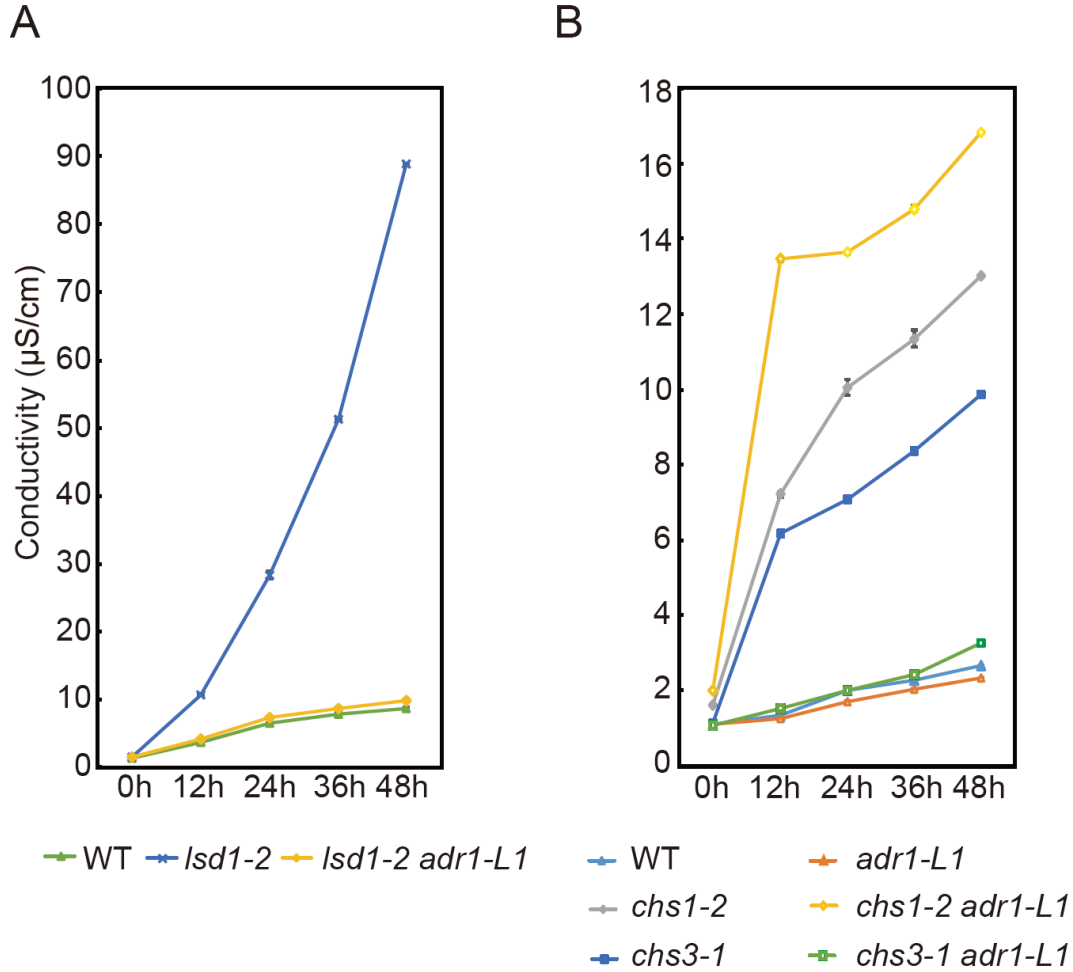 A
B
Conductivity (µS/cm)
100
90
80
70
60
50
40
30
20
10
0
0h 12h 24h 36h 48h
WT lsd1-2 lsd1-2 adr1-L1
18
16
14
12
10
8
6
4
2
0
0h 12h 24h 36h 48h
WT adr1-L1
chs1-2 chs1-2 adr1-L1
chs3-1 chs3-1 adr1-L1